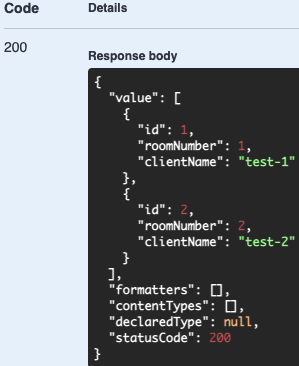 Code Details
200
Response body
{
  "value": [
    {
      "id": 1,
      "roomNumber": 1,
      "clientName": "test-1"
    },
    {
      "id": 2,
      "roomNumber": 2,
      "clientName": "test-2"
    }
  ],
  "formatters": [],
  "contentTypes": [],
  "declaredType": null,
  "statusCode": 200
}